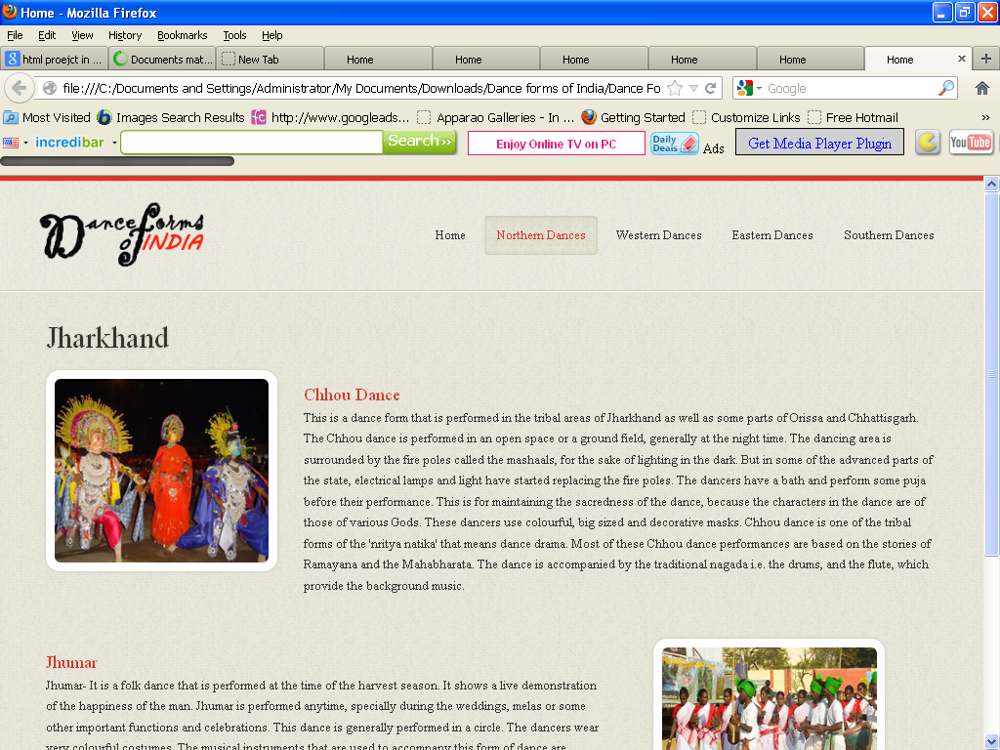 Home - Mozilla Firefox
File Edit View History Bookmarks Tools Help
html proejct in ... Documents mat... New Tab Home Home Home Home Home Home
file:///C:/Documents and Settings/Administrator/My Documents/Downloads/Dance forms of India/Dance Fo Google
Most Visited Images Search Results http://www.googleads... Apparao Galleries - In ... Getting Started Customize Links Free Hotmail »
incredibar Search >> Enjoy Online TV on PC Daily Deals Ads Get Media Player Plugin You Tube
Dance forms
of INDIA
Home Northern Dances Western Dances Eastern Dances Southern Dances
Jharkhand
Chhou Dance
This is a dance form that is performed in the tribal areas of Jharkhand as well as some parts of Orissa and Chhattisgarh.
The Chhou dance is performed in an open space or a ground field, generally at the night time. The dancing area is
surrounded by the fire poles called the mashaals, for the sake of lighting in the dark. But in some of the advanced parts of
the state, electrical lamps and light have started replacing the fire poles. The dancers have a bath and perform some puja
before their performance. This is for maintaining the sacredness of the dance, because the characters in the dance are of
those of various Gods. These dancers use colourful, big sized and decorative masks. Chhou dance is one of the tribal
forms of the 'nritya natika' that means dance drama. Most of these Chhou dance performances are based on the stories of
Ramayana and the Mahabharata. The dance is accompanied by the traditional nagada i.e. the drums, and the flute, which
provide the background music.
Jhumar
Jhumar- It is a folk dance that is performed at the time of the harvest season. It shows a live demonstration
of the happiness of the man. Jhumar is performed anytime, specially during the weddings, melas or some
other important functions and celebrations. This dance is generally performed in a circle. The dancers wear
very colourful costumes. The musical instruments that are used to accompany this form of dance are